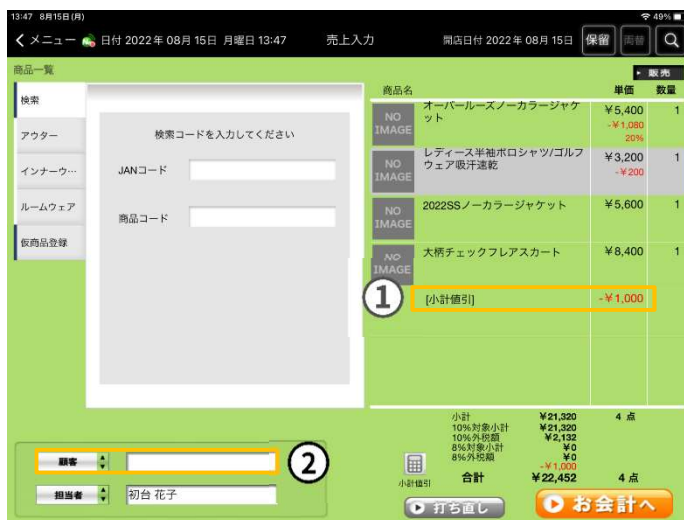 13:47 8月15日(月)
49%
メニュー 日付 2022年 08月 15日 月曜日 13:47 売上入力 開店日付 2022年 08月 15日 保留 両替
商品一覧
販売
商品名 単価 数量
検索
アウター
インナーウ…
ルームウェア
仮商品登録
検索コードを入力してください
JANコード
商品コード
NO IMAGE
オーバールーズノーカラージャケット
¥5,400 1
-¥1,080
20%
NO IMAGE
レディース半袖ポロシャツ/ゴルフウェア吸汗速乾
¥3,200 1
-¥200
NO IMAGE
2022SSノーカラージャケット ¥5,600 1
NO IMAGE
大柄チェックフレアスカート ¥8,400 1
1
[小計値引] -¥1,000
小計 ¥21,320 4 点
10%対象小計 ¥21,320
10%外税額 ¥2,132
8%対象小計 ¥0
8%外税額 ¥0
-¥1,000
合計 ¥22,452 4 点
小計値引
顧客
2
担当者 初台 花子
打ち直し
お会計へ